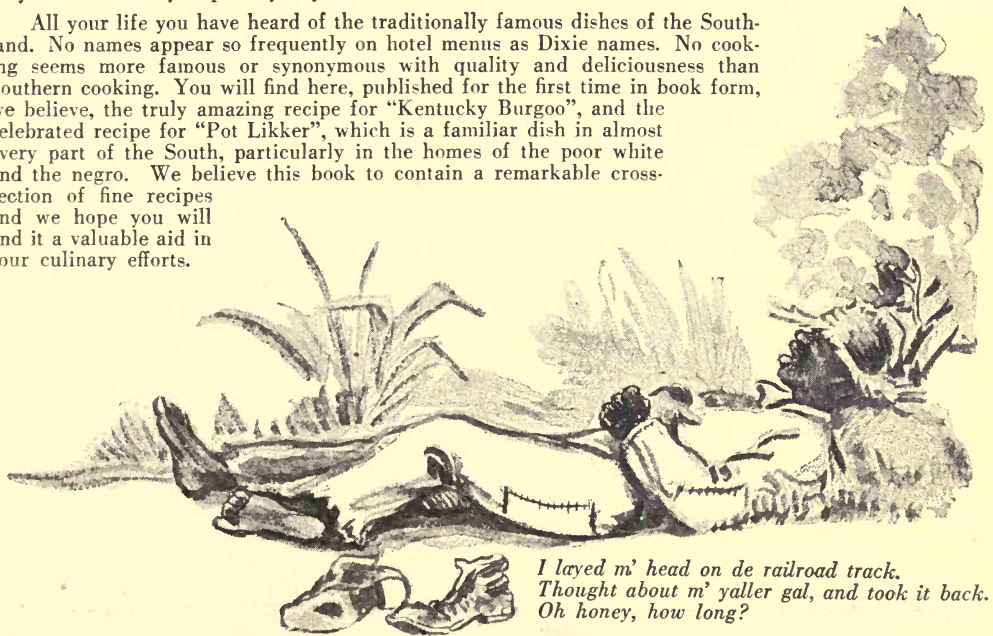 All your life you have heard of the traditionally famous dishes of the South-
and. No names appear so frequently on hotel menus as Dixie names. No cook-
ng seems more famous or synonymous with quality and deliciousness than
outhern cooking. You will find here, published for the first time in book form,
ve believe, the truly amazing recipe for "Kentucky Burgoo", and the
elebrated recipe for "Pot Likker", which is a familiar dish in almost
very part of the South, particularly in the homes of the poor white
nd the negro. We believe this book to contain a remarkable cross-
ection of fine recipes
nd we hope you will
nd it a valuable aid in
our culinary efforts.
I layed m' head on de railroad track.
Thought about m' yaller gal, and took it back.
Oh honey, how long?